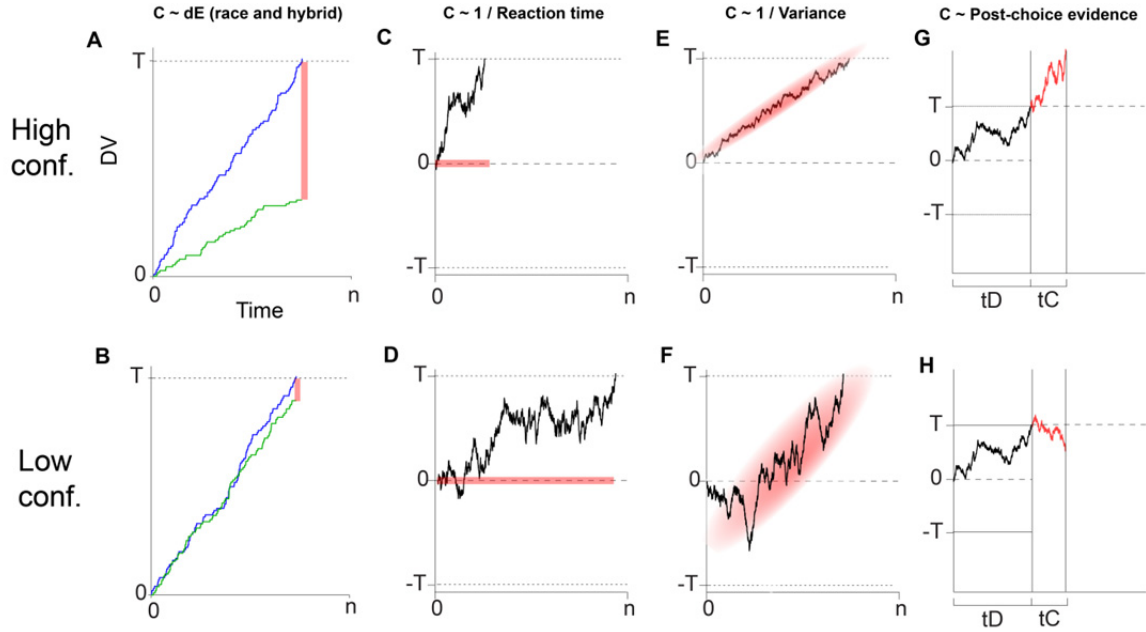 C ~ dE (race and hybrid)
C ~ 1 / Reaction time
C ~ 1 / Variance
C ~ Post-choice evidence
High
conf.
A
T
DV
0
0
n
Time
C
T
0
-T
0
n
E
T
0
-T
0
n
G
T
0
-T
tD
tC
Low
conf.
B
T
0
0
n
D
T
0
-T
0
n
F
T
0
-T
0
n
H
T
0
-T
tD
tC